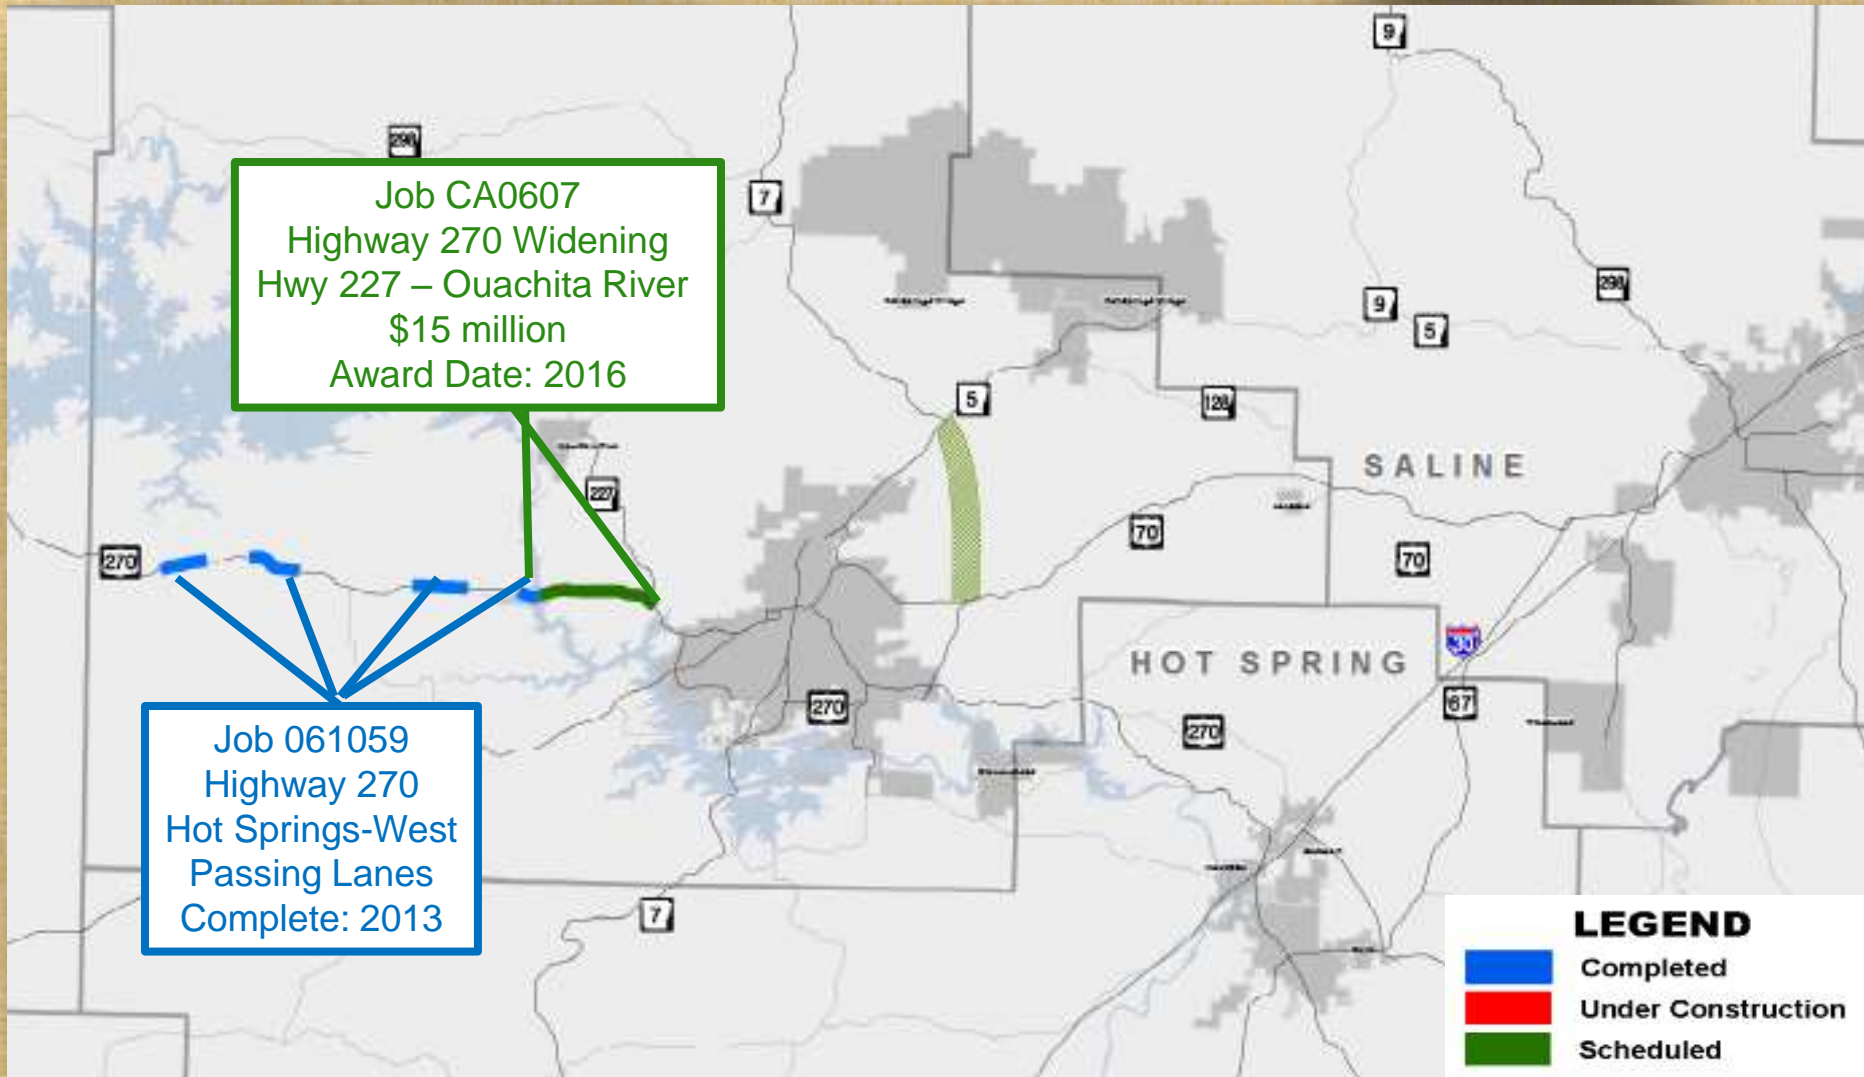 9
298
7
Job CA0607
Highway 270 Widening
Hwy 227 – Ouachita River
$15 million
Award Date: 2016
9
298
5
5
128
SALINE
227
70
70
270
30
HOT SPRING
270
67
270
Job 061059
Highway 270
Hot Springs-West
Passing Lanes
Complete: 2013
7
LEGEND
Completed
Under Construction
Scheduled